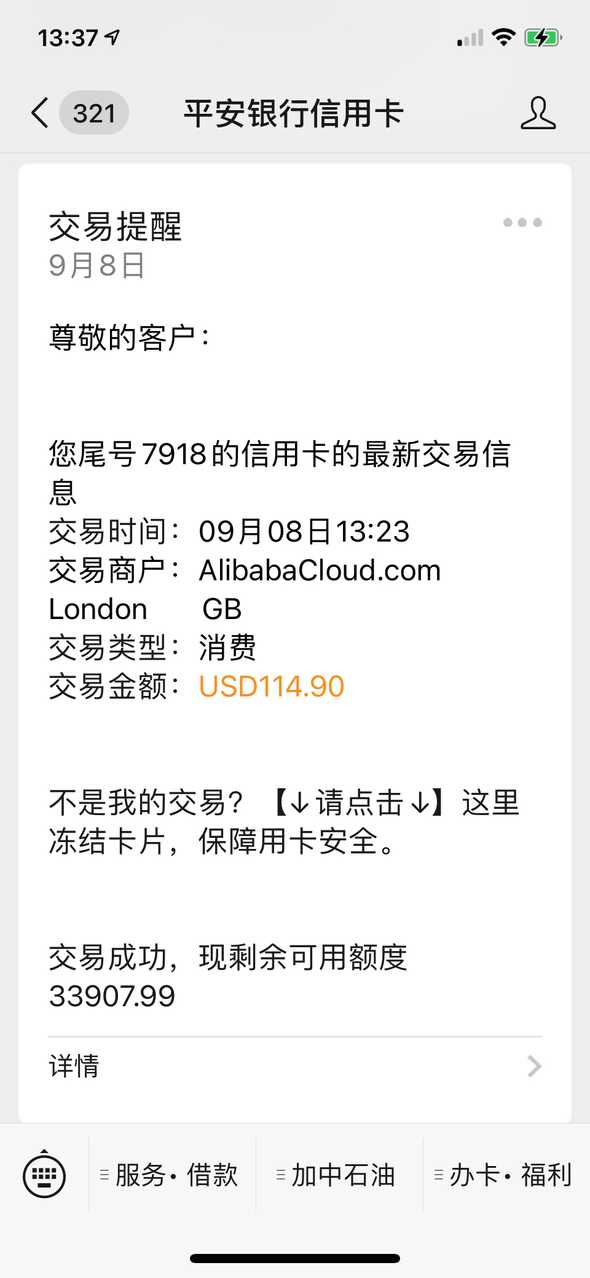 13:37
321
平安银行信用卡
交易提醒
9月8日
尊敬的客户：
您尾号7918的信用卡的最新交易信
息
交易时间：09月08日13:23
交易商户：AlibabaCloud.com
London GB
交易类型：消费
交易金额：USD114.90
不是我的交易？【↓请点击↓】这里
冻结卡片，保障用卡安全。
交易成功，现剩余可用额度
33907.99
详情
服务·借款 加中石油 办卡·福利